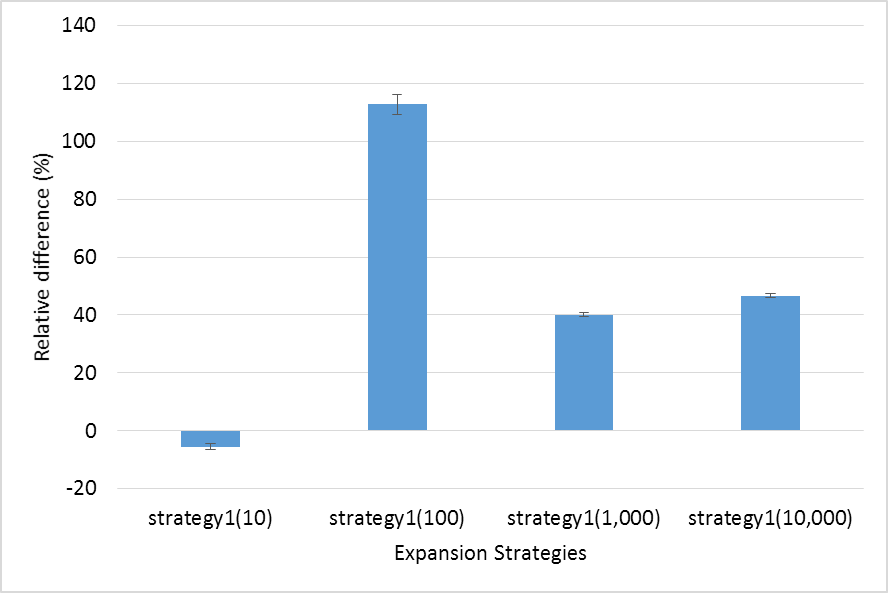 140
120
100
80
60
40
20
0
-20
Relative difference (%)
strategy1(10)
strategy1(100)
strategy1(1,000)
strategy1(10,000)
Expansion Strategies